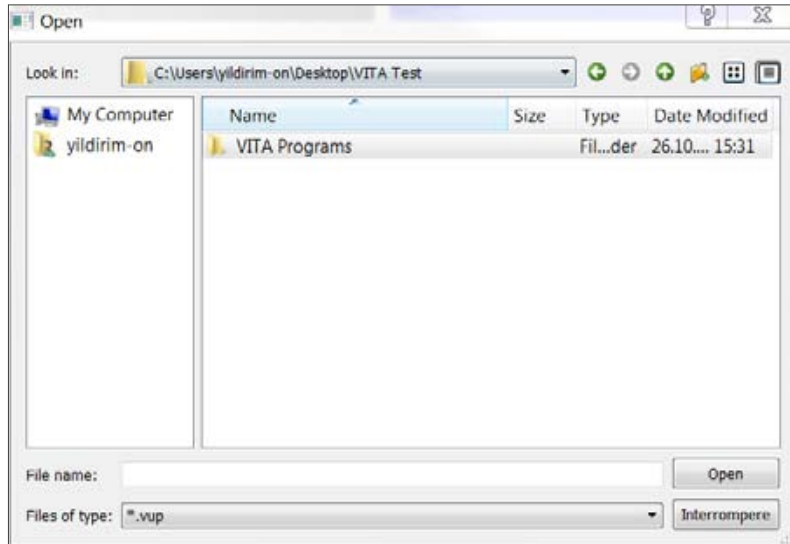 Open
Look in: C:\Users\yildirim-on\Desktop\VITA Test
My Computer
yildirim-on
Name Size Type Date Modified
VITA Programs Fil...der 26.10.... 15:31
File name: Open
Files of type: *.vup Interrompere